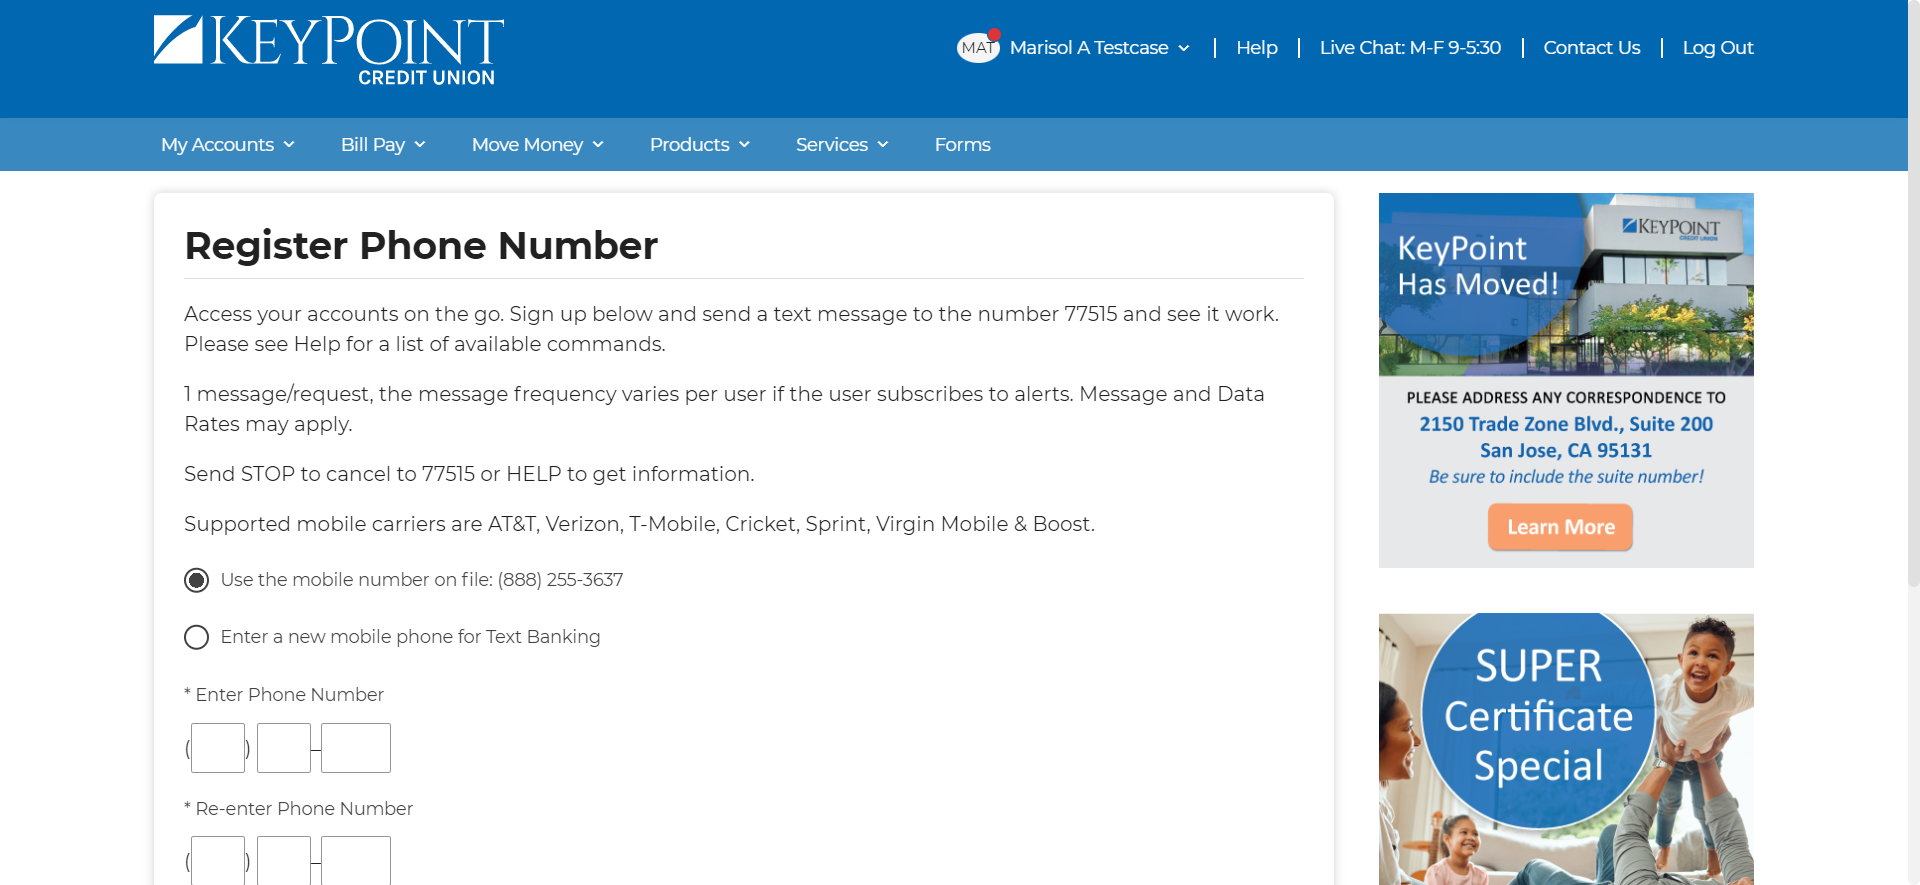 KEYPOINT
CREDIT UNION
MAT
Marisol A Testcase
Help
Live Chat: M-F 9-5:30
Contact Us
Log Out
My Accounts
Bill Pay
Move Money
Products
Services
Forms
Register Phone Number
Access your accounts on the go. Sign up below and send a text message to the number 77515 and see it work.
Please see Help for a list of available commands.
1 message/request, the message frequency varies per user if the user subscribes to alerts. Message and Data
Rates may apply.
Send STOP to cancel to 77515 or HELP to get information.
Supported mobile carriers are AT&T, Verizon, T-Mobile, Cricket, Sprint, Virgin Mobile & Boost.
Use the mobile number on file: (888) 255-3637
Enter a new mobile phone for Text Banking
* Enter Phone Number
( ) –
* Re-enter Phone Number
( ) –
KeyPoint
Has Moved!
KEYPOINT
CREDIT UNION
PLEASE ADDRESS ANY CORRESPONDENCE TO
2150 Trade Zone Blvd., Suite 200
San Jose, CA 95131
Be sure to include the suite number!
Learn More
SUPER
Certificate
Special